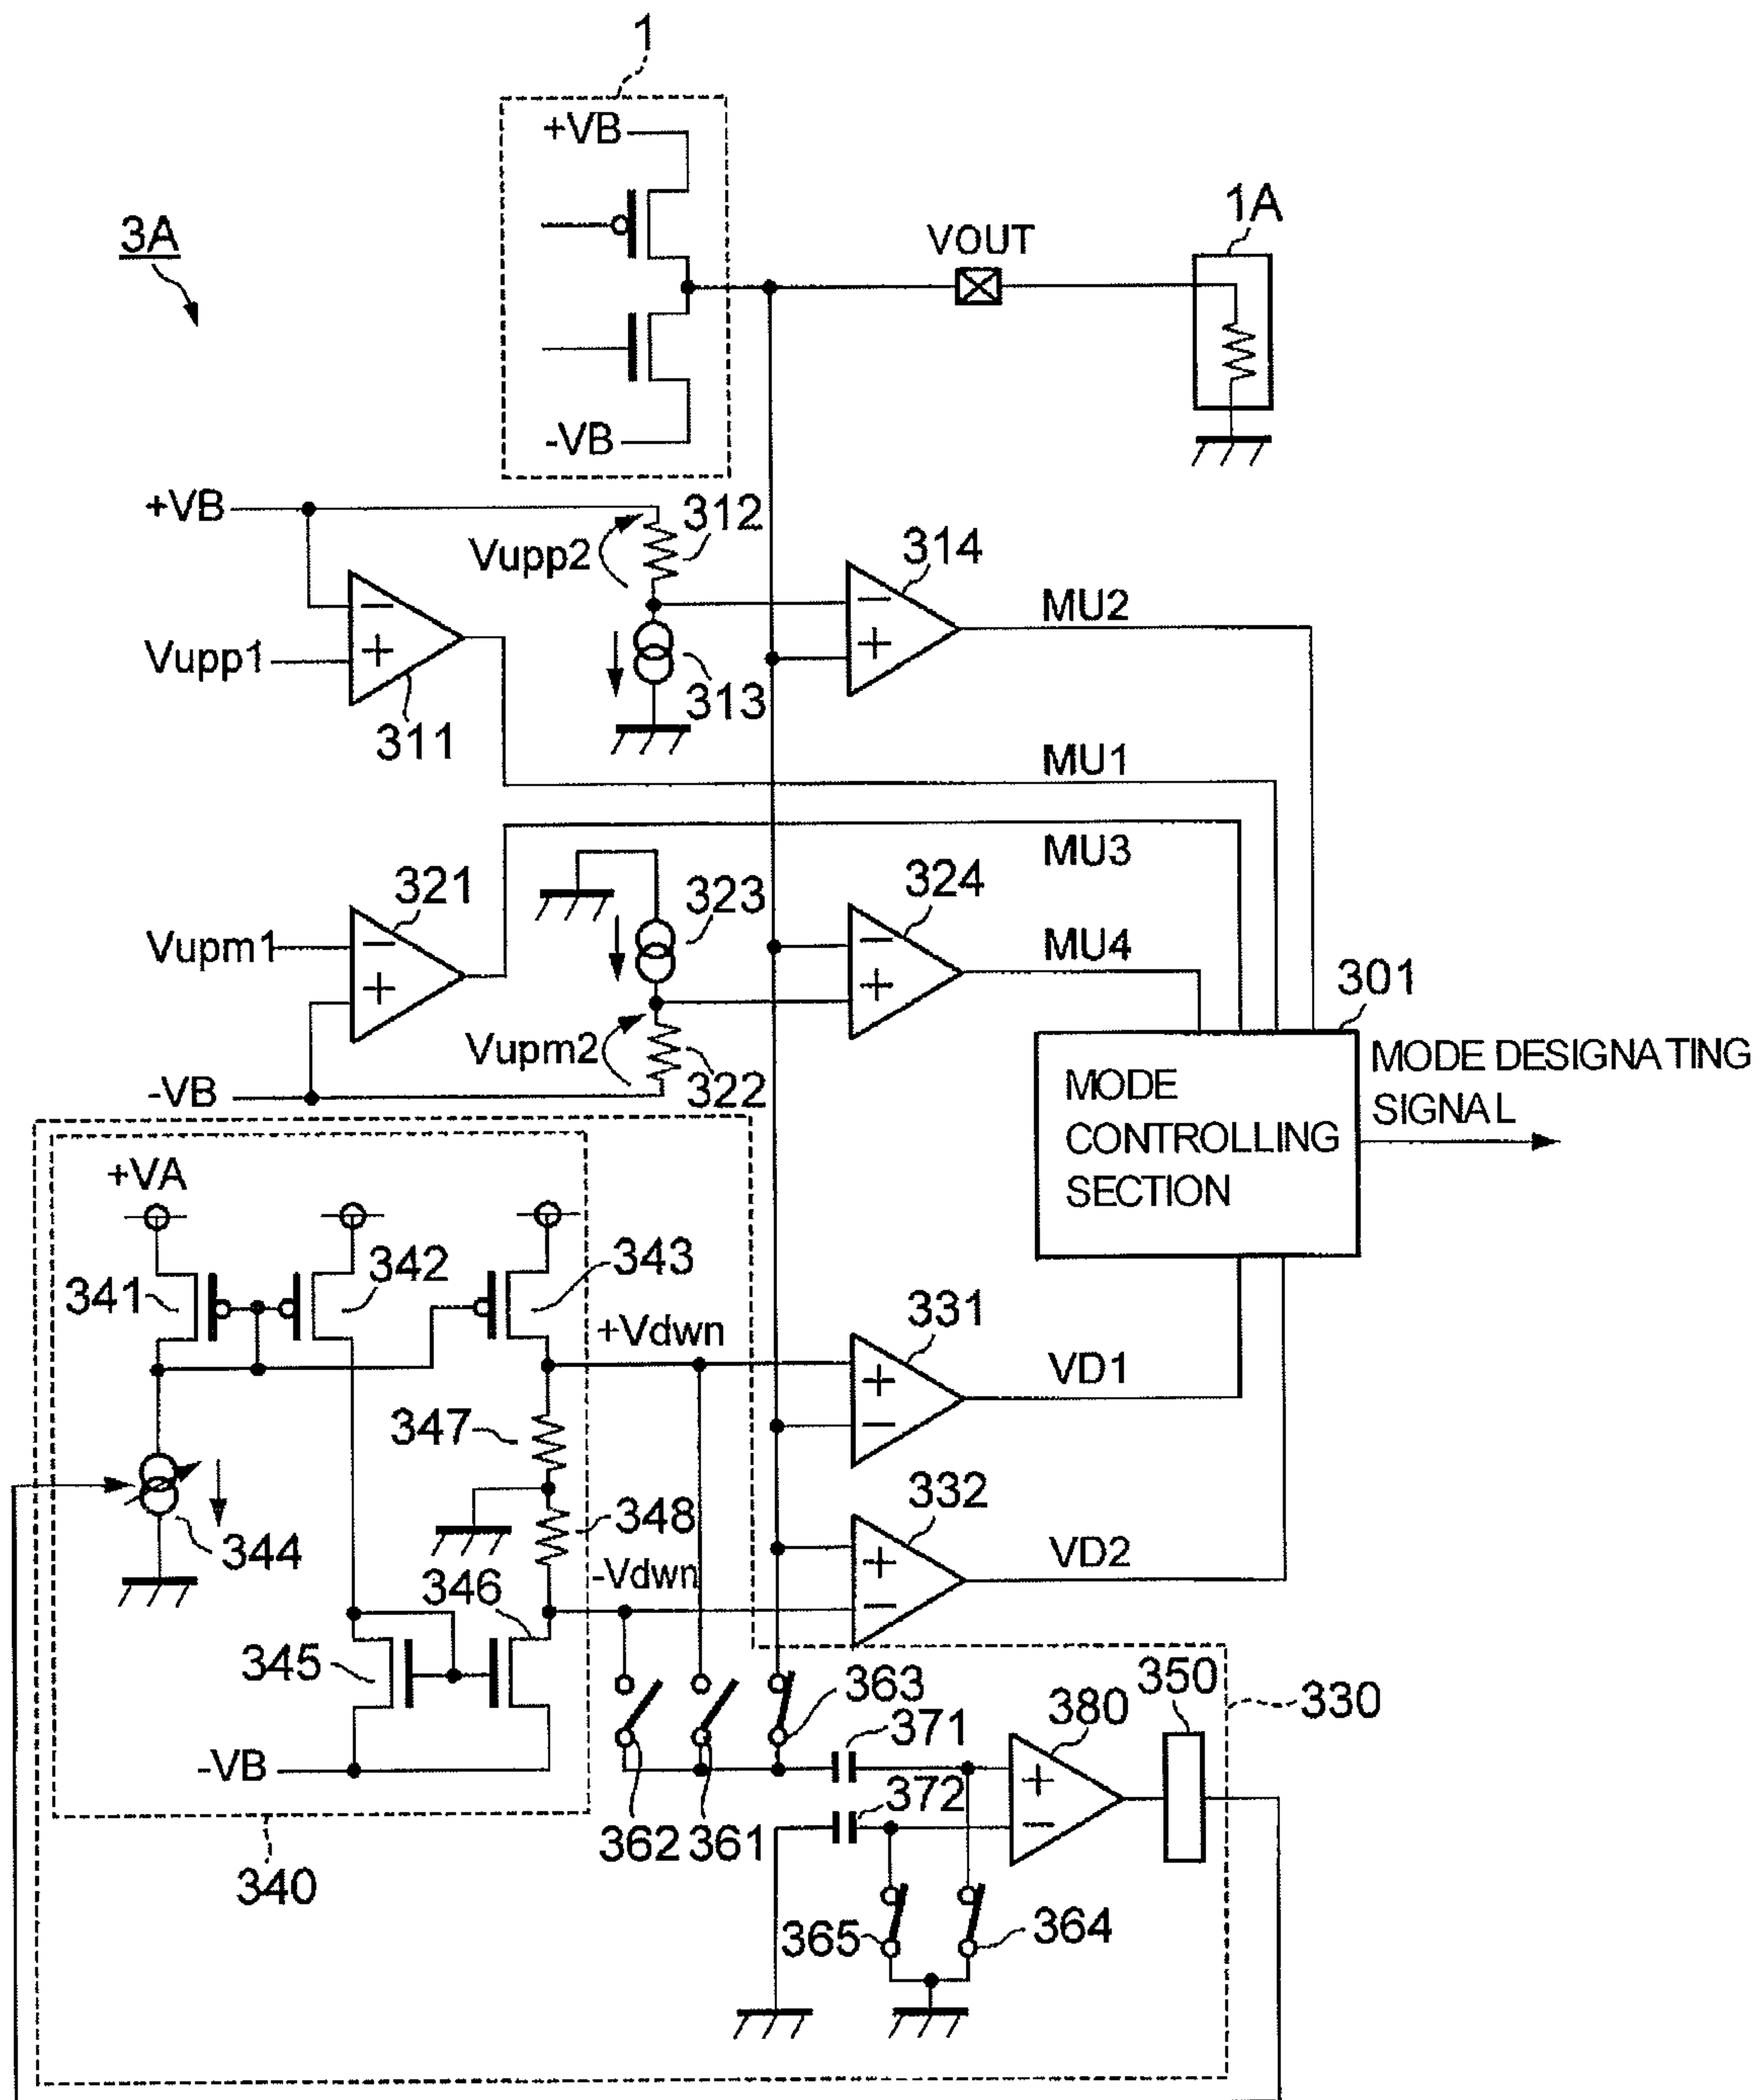 1
+VB
1A
3A
VOUT
-VB
+VB
312
Vupp2
314
MU2
Vupp1
313
311
MU1
MU3
321
323
324
Vupm1
MU4
301
Vupm2
322
-VB
MODE CONTROLLING SECTION
MODE DESIGNATING SIGNAL
+VA
341
342
343
+Vdwn
331
VD1
347
332
344
348
VD2
346
-Vdwn
345
350
363
380
330
371
-VB
372
362
361
340
365
364